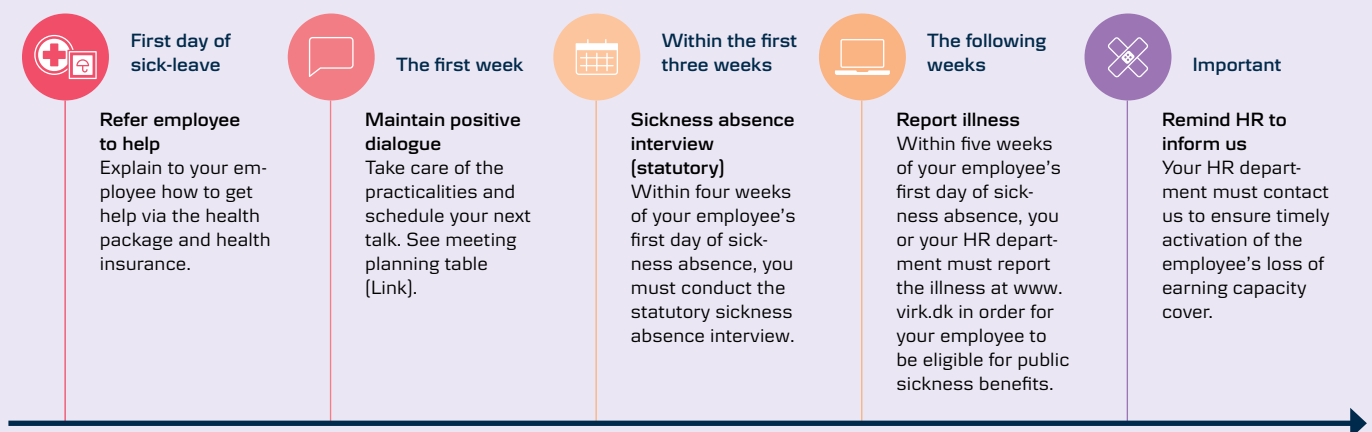 First day of
sick-leave
Refer employee
to help
Explain to your em-
ployee how to get
help via the health
package and health
insurance.
The first week
Maintain positive
dialogue
Take care of the
practicalities and
schedule your next
talk. See meeting
planning table
(Link).
Within the first
three weeks
Sickness absence
interview
(statutory)
Within four weeks
of your employee’s
first day of sick-
ness absence, you
must conduct the
statutory sickness
absence interview.
The following
weeks
Report illness
Within five weeks
of your employee’s
first day of sick-
ness absence, you
or your HR depart-
ment must report
the illness at www.
virk.dk in order for
your employee to
be eligible for public
sickness benefits.
Important
Remind HR to
inform us
Your HR depart-
ment must contact
us to ensure timely
activation of the
employee’s loss of
earning capacity
cover.